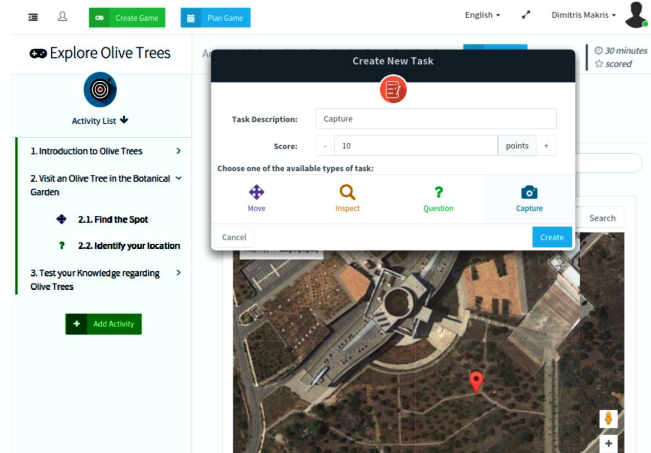 Create Game
Plan Game
English
Dimitris Makris
Explore Olive Trees
Activity List
1. Introduction to Olive Trees
2. Visit an Olive Tree in the Botanical
Garden
2.1. Find the Spot
2.2. Identify your location
3. Test your Knowledge regarding
Olive Trees
+ Add Activity
30 minutes
scored
Create New Task
Task Description:
Capture
Score:
- 10 points +
Choose one of the available types of task:
Move
Inspect
? Question
Capture
Cancel
Create
Search
+